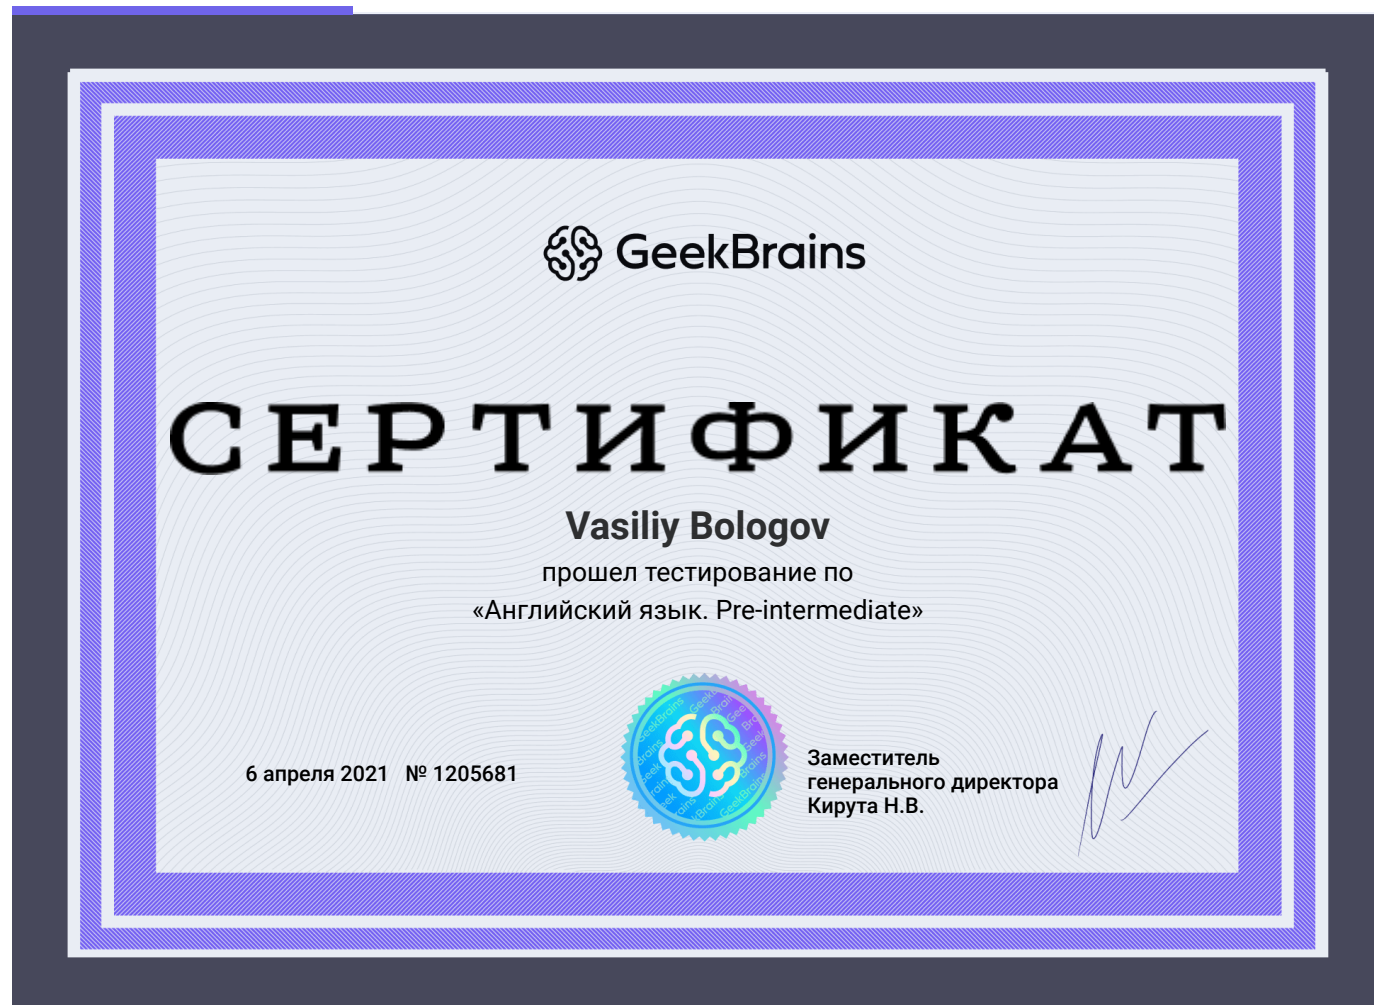 GeekBrains
СЕРТИФИКАТ
Vasiliy Bologov
прошел тестирование по
«Английский язык. Pre-intermediate»
6 апреля 2021 № 1205681
Заместитель
генерального директора
Кирута Н.В.